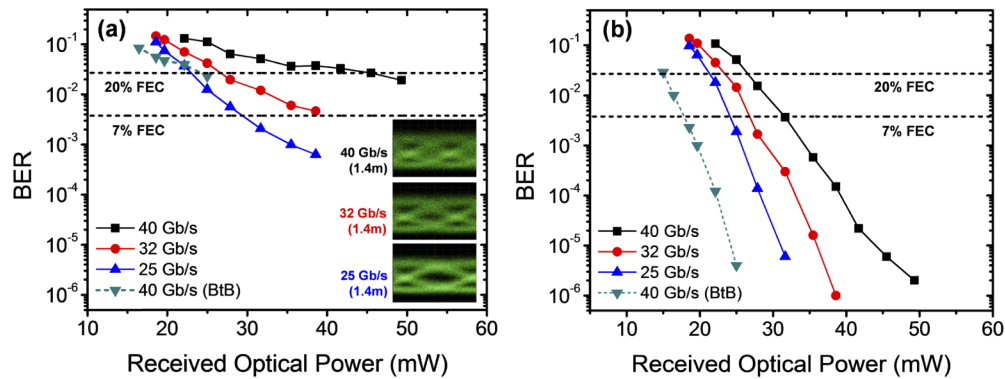 (a)
10⁻¹
10⁻²
10⁻³
10⁻⁴
10⁻⁵
10⁻⁶
BER
20% FEC
7% FEC
40 Gb/s
(1.4m)
32 Gb/s
(1.4m)
25 Gb/s
(1.4m)
40 Gb/s
32 Gb/s
25 Gb/s
40 Gb/s (BtB)
10 20 30 40 50 60
Received Optical Power (mW)
(b)
10⁻¹
10⁻²
10⁻³
10⁻⁴
10⁻⁵
10⁻⁶
BER
20% FEC
7% FEC
40 Gb/s
32 Gb/s
25 Gb/s
40 Gb/s (BtB)
10 20 30 40 50 60
Received Optical Power (mW)